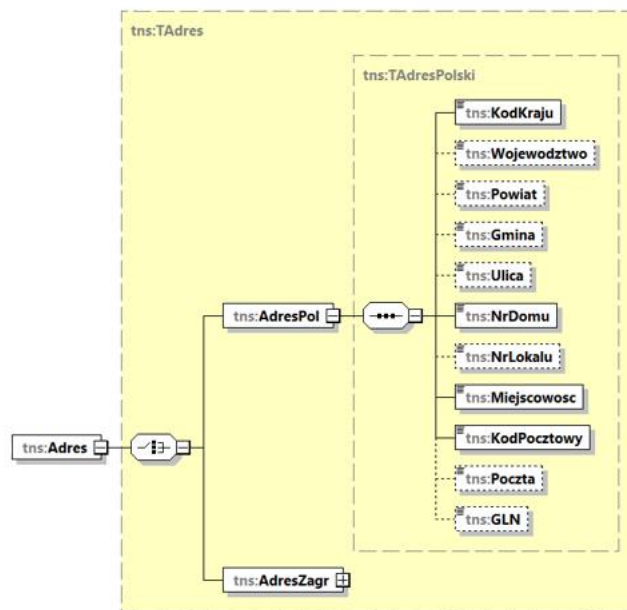 tns:TAdres
tns:TAdresPolski
tns:KodKraju
tns:Wojewodztwo
tns:Powiat
tns:Gmina
tns:Ulica
tns:AdresPol
tns:NrDomu
tns:NrLokalu
tns:Miejscowosc
tns:KodPocztowy
tns:Adres
tns:Poczta
tns:GLN
tns:AdresZagr